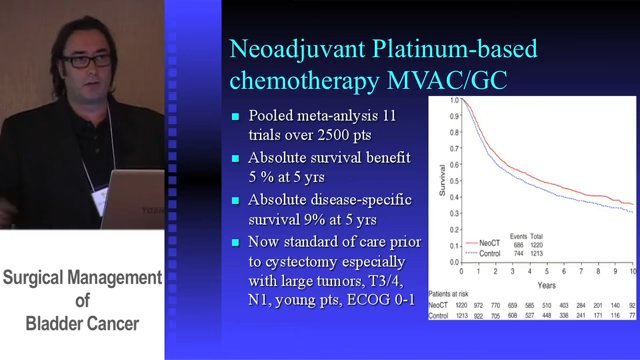 Neoadjuvant Platinum-based
chemotherapy MVAC/GC
Pooled meta-anlysis 11
trials over 2500 pts
Absolute survival benefit
5 % at 5 yrs
Absolute disease-specific
survival 9% at 5 yrs
Now standard of care prior
to cystectomy especially
with large tumors, T3/4,
N1, young pts, ECOG 0-1
Survival
1.0
0.9
0.8
0.7
0.6
0.5
0.4
0.3
0.2
0.1
0.0
Events Total
NeoCT 686 1220
Control 744 1213
0 1 2 3 4 5 6 7 8 9 10
Years
Patients at risk
NeoCT 1220 972 770 659 585 510 403 284 201 140 92
Control 1213 922 705 608 527 448 338 241 171 116 77
TOSHIBA
Surgical Management
of
Bladder Cancer